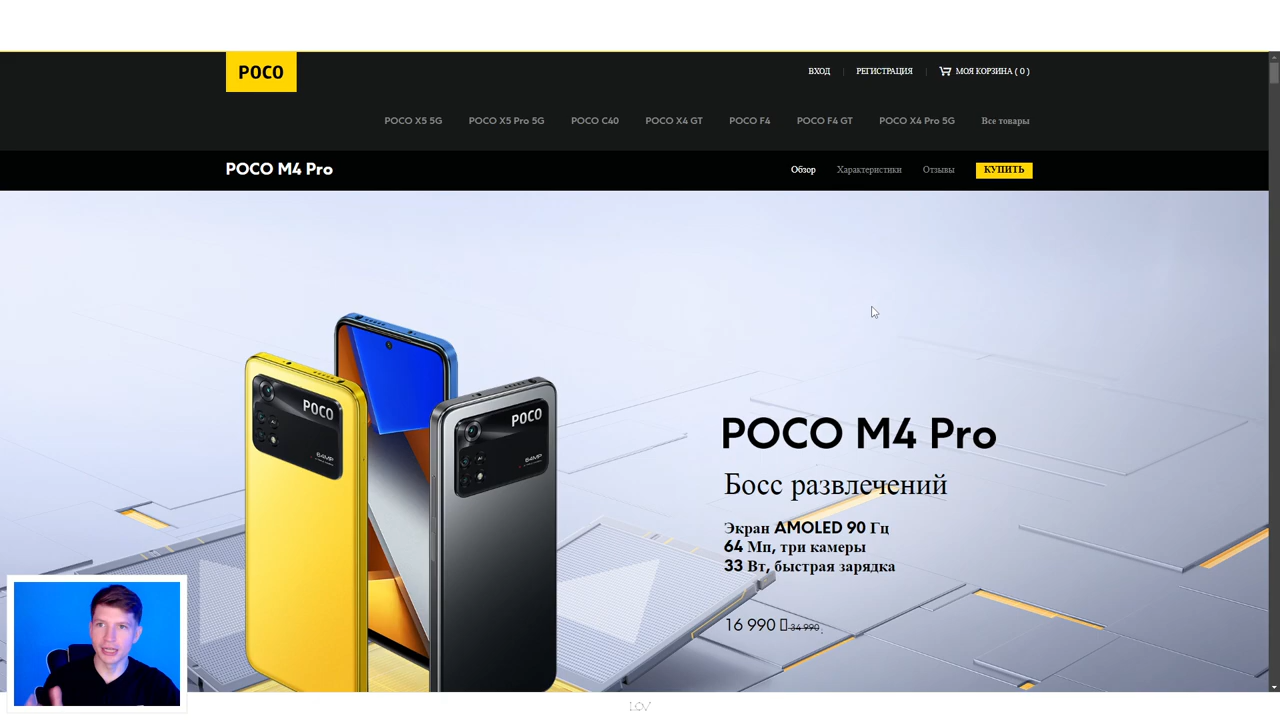 POCO
ВХОД | РЕГИСТРАЦИЯ | МОЯ КОРЗИНА ( 0 )
POCO X5 5G POCO X5 Pro 5G POCO C40 POCO X4 GT POCO F4 POCO F4 GT POCO X4 Pro 5G Все товары
POCO M4 Pro
Обзор Характеристики Отзывы КУПИТЬ
POCO
64MP
POCO
64MP
POCO M4 Pro
Босс развлечений
Экран AMOLED 90 Гц
64 Мп, три камеры
33 Вт, быстрая зарядка
16 990 34 990